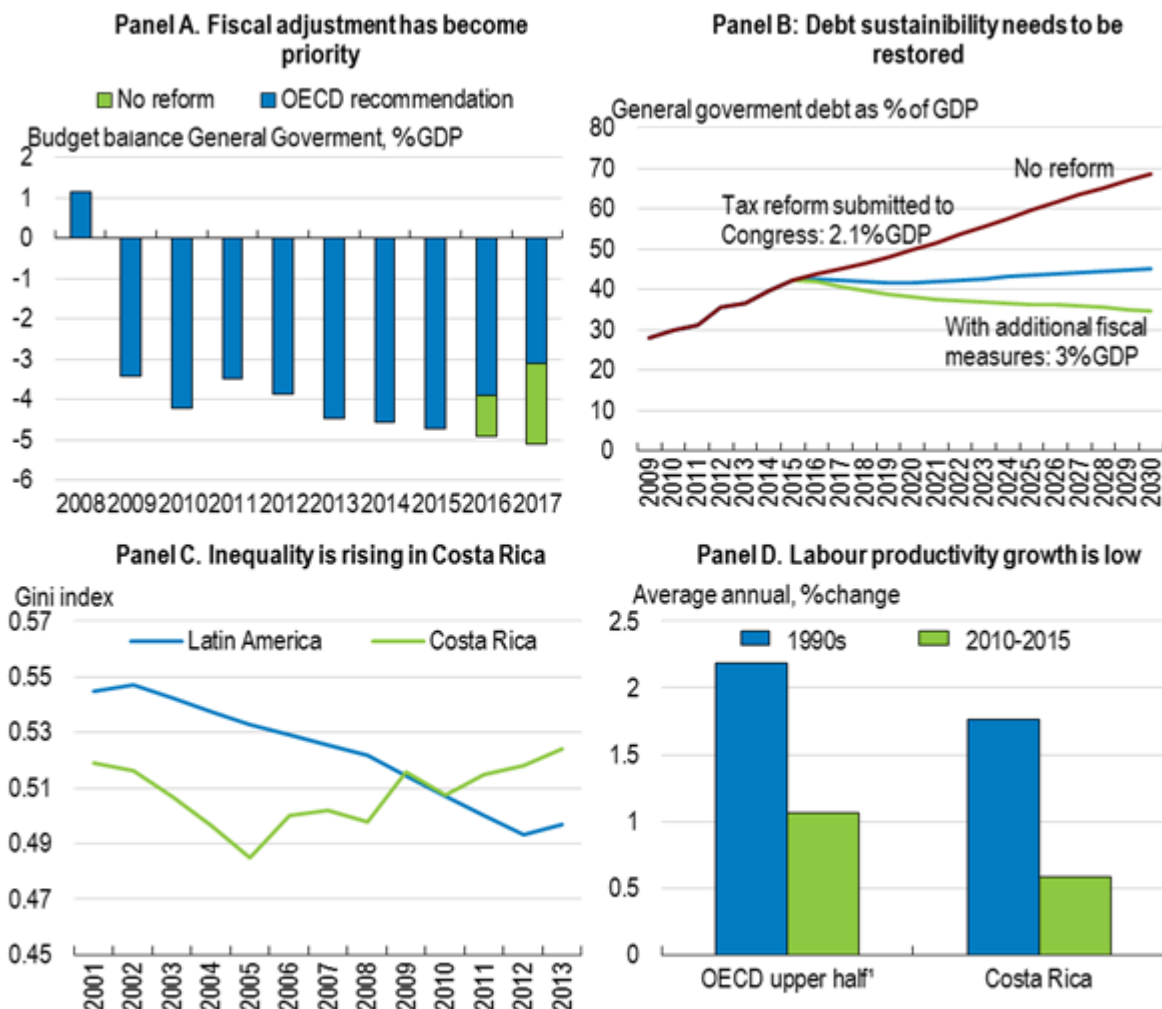 Panel A. Fiscal adjustment has become
priority
No reform
OECD recommendation
Budget balance General Goverment, %GDP
2
1
0
-1
-2
-3
-4
-5
-6
2008 2009 2010 2011 2012 2013 2014 2015 2016 2017
Panel B: Debt sustainability needs to be
restored
General goverment debt as % of GDP
80
70
60
50
40
30
20
10
0
No reform
Tax reform submitted to
Congress: 2.1%GDP
With additional fiscal
measures: 3%GDP
2009
2010
2011
2012
2013
2014
2015
2016
2017
2018
2019
2020
2021
2022
2023
2024
2025
2026
2027
2028
2029
2030
Panel C. Inequality is rising in Costa Rica
Gini index
0.57
0.55
0.53
0.51
0.49
0.47
0.45
Latin America
Costa Rica
2001
2002
2003
2004
2005
2006
2007
2008
2009
2010
2011
2012
2013
Panel D. Labour productivity growth is low
Average annual, %change
2.5
2
1.5
1
0.5
0
1990s
2010-2015
OECD upper half¹
Costa Rica